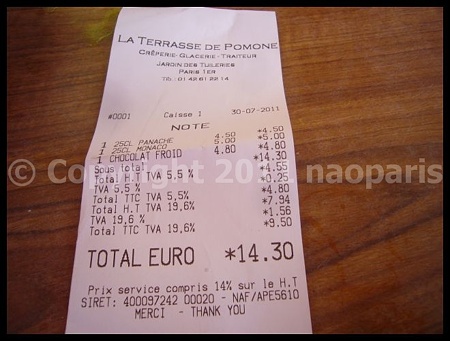 LA TERRASSE DE POMONE
CRÊPERIE-GLACERIE-TRAITEUR
JARDIN DES TUILERIES
PARIS 1ER
TÉL: 01 42 61 22 14
#0001 Caisse 1 30-07-2011
NOTE
1 25CL PANACHE 4.50 *4.50
1 25CL MONACO 5.00 *5.00
1 CHOCOLAT FROID 4.80 *4.80
Sous total *14.30
Total H.T TVA 5,5 % *4.55
TVA 5,5 % *0.25
Total TTC TVA 5,5% *4.80
Total H.T TVA 19,6% *7.94
TVA 19,6 % *1.56
Total TTC TVA 19,6% *9.50
TOTAL EURO *14.30
Prix service compris 14% sur le H.T
SIRET: 400097242 00020 - NAF/APE5610
MERCI - THANK YOU
© Copyright naoparis